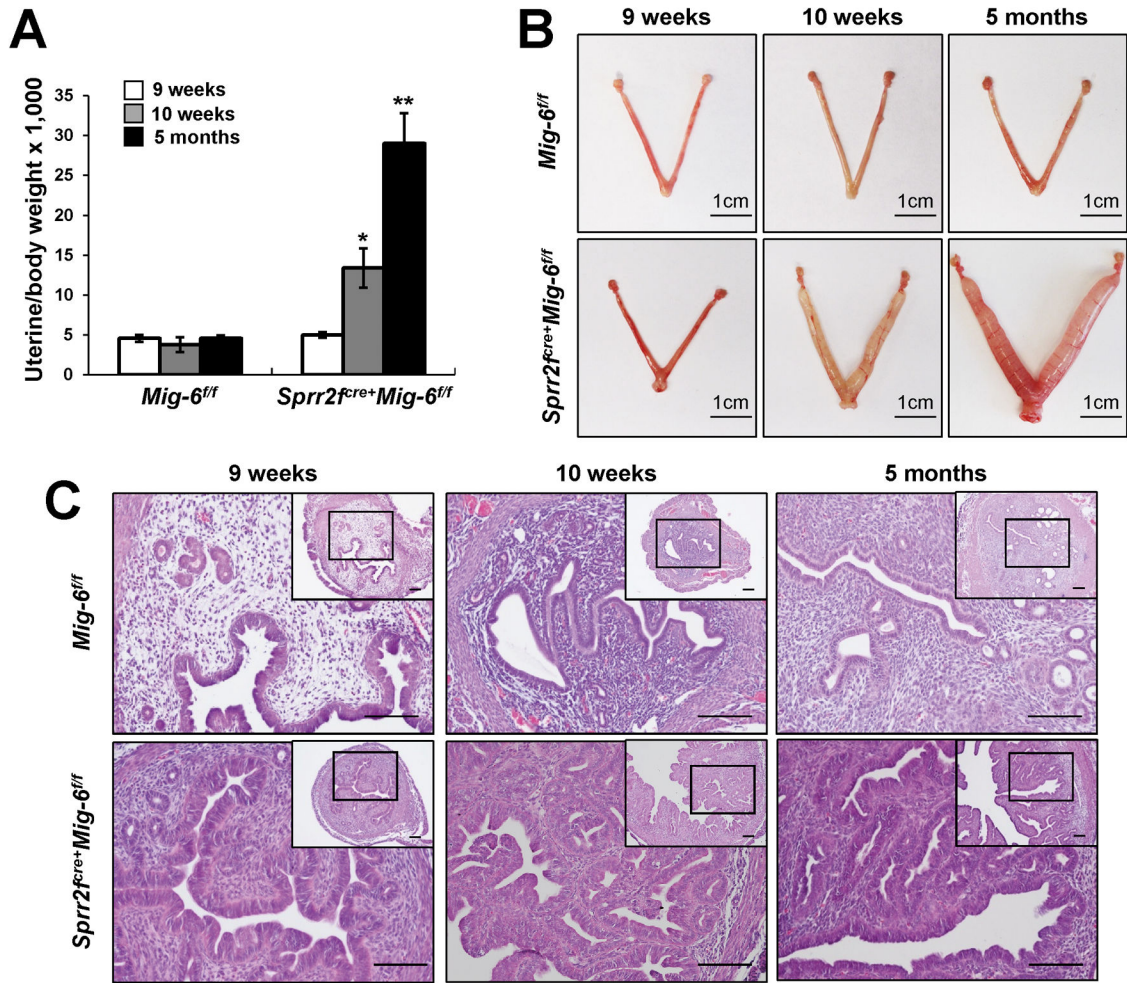 A
Uterine/body weight x 1,000
9 weeks
10 weeks
5 months
35
30
25
20
15
10
5
0
*
**
Mig-6f/f
Sprr2fcre+Mig-6f/f
B
9 weeks
10 weeks
5 months
Mig-6f/f
1cm
1cm
1cm
Sprr2fcre+Mig-6f/f
1cm
1cm
1cm
C
9 weeks
10 weeks
5 months
Mig-6f/f
Sprr2fcre+Mig-6f/f